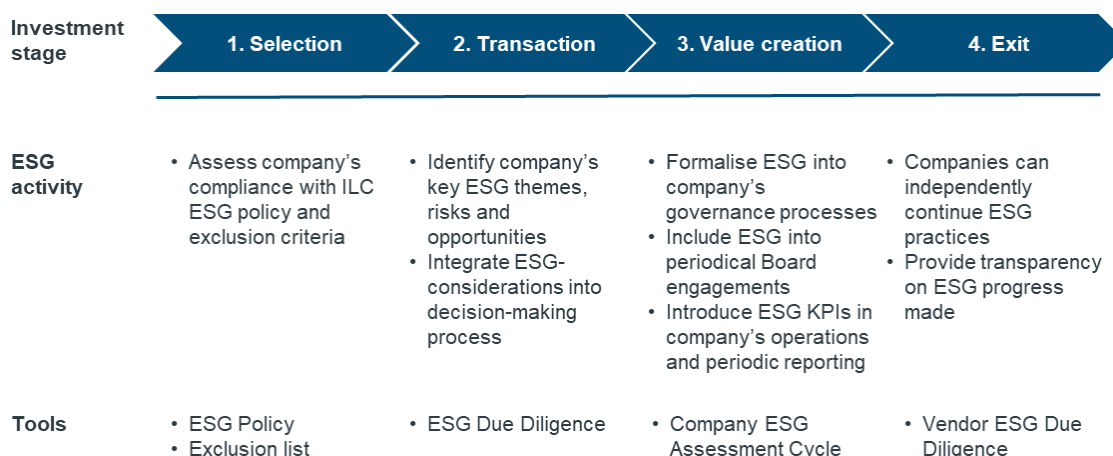 Investment
stage
1. Selection
2. Transaction
3. Value creation
4. Exit
ESG
activity
• Assess company's
compliance with ILC
ESG policy and
exclusion criteria
• Identify company's
key ESG themes,
risks and
opportunities
• Integrate ESG-
considerations into
decision-making
process
• Formalise ESG into
company's
governance processes
• Include ESG into
periodical Board
engagements
• Introduce ESG KPIs in
company's operations
and periodic reporting
• Companies can
independently
continue ESG
practices
• Provide transparency
on ESG progress
made
Tools
• ESG Policy
• Exclusion list
• ESG Due Diligence
• Company ESG
Assessment Cycle
• Vendor ESG Due
Diligence